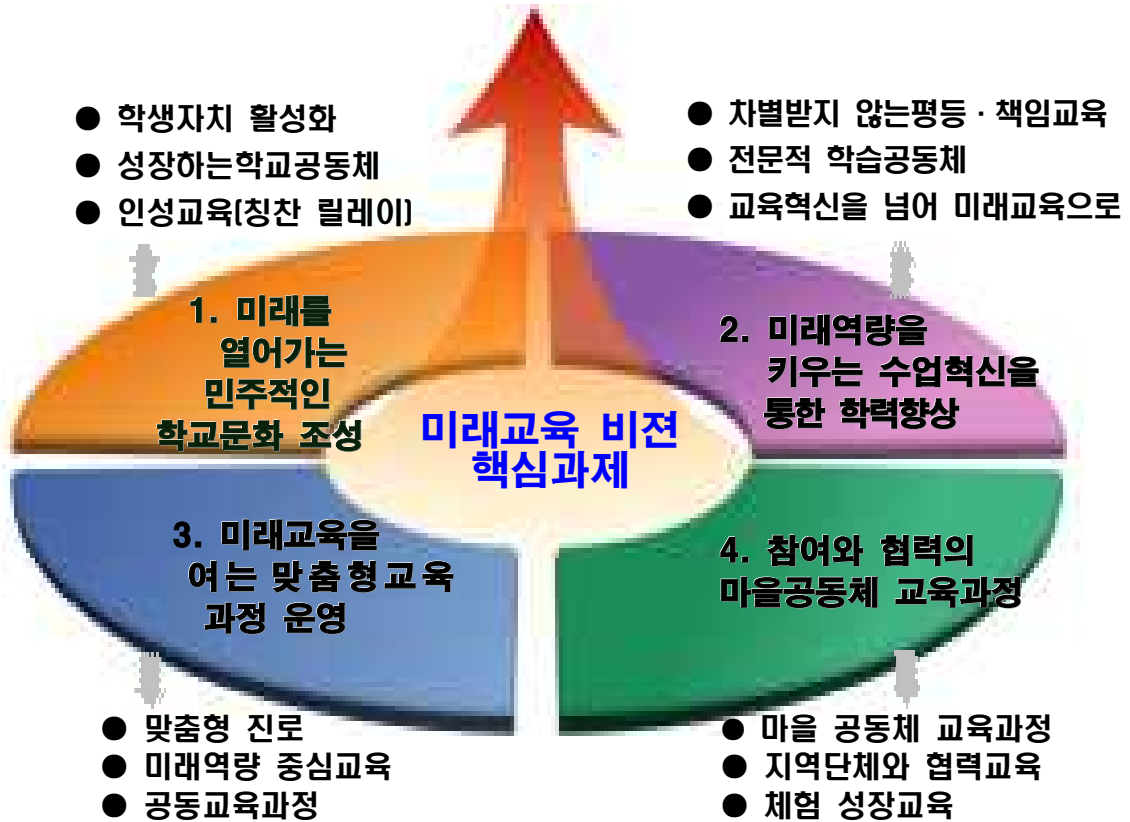 ● 학생자치 활성화
● 성장하는학교공동체
● 인성교육(칭찬 릴레이)
● 차별받지 않는평등·책임교육
● 전문적 학습공동체
● 교육혁신을 넘어 미래교육으로
1. 미래를
열어가는
민주적인
학교문화 조성
2. 미래역량을
키우는 수업혁신을
통한 학력향상
미래교육 비젼
핵심과제
3. 미래교육을
여는 맞춤형교육
과정 운영
4. 참여와 협력의
마을공동체 교육과정
● 맞춤형 진로
● 미래역량 중심교육
● 공동교육과정
● 마을 공동체 교육과정
● 지역단체와 협력교육
● 체험 성장교육